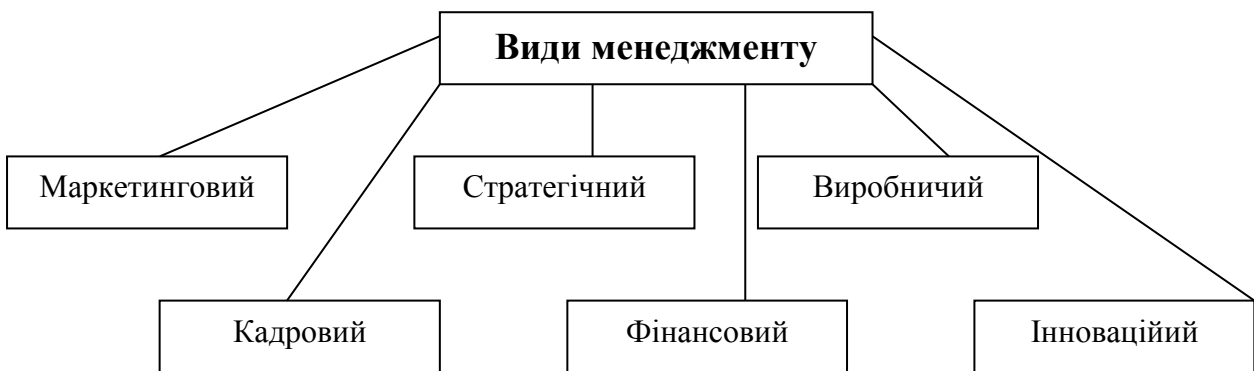 Види менеджменту
Маркетинговий
Стратегічний
Виробничий
Кадровий
Фінансовий
Інноваційий